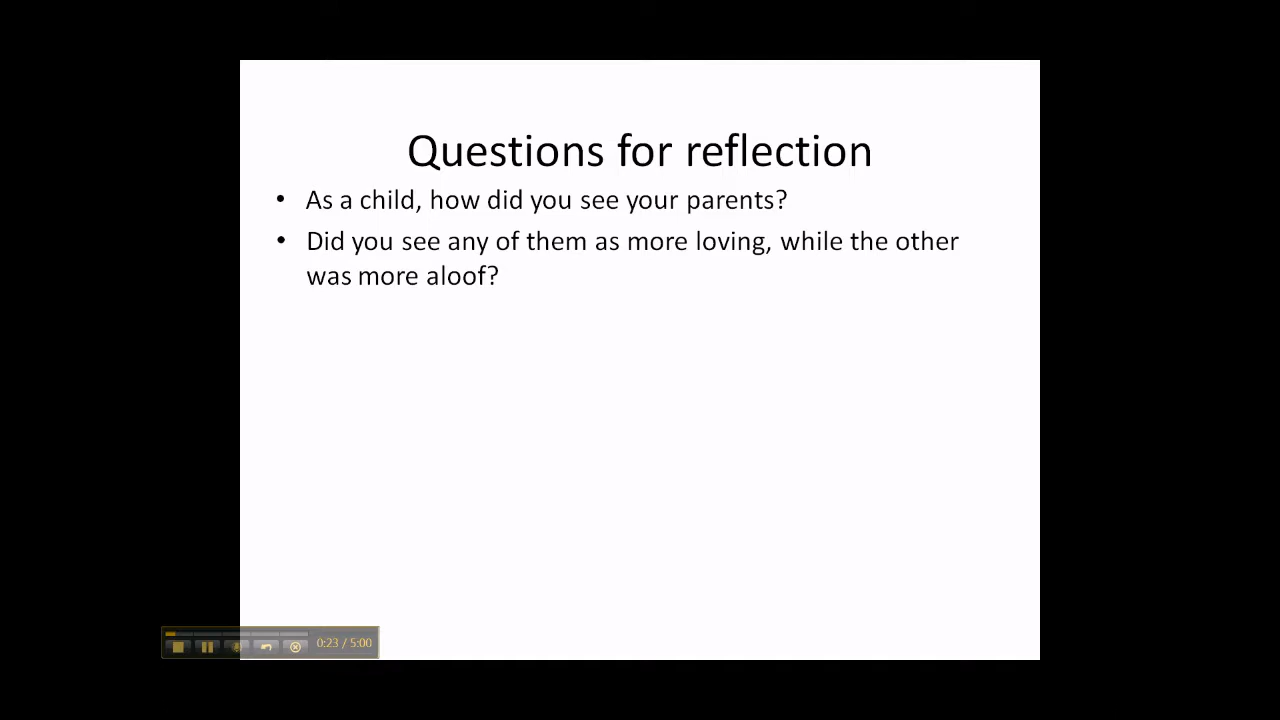 Questions for reflection
• As a child, how did you see your parents?
• Did you see any of them as more loving, while the other
was more aloof?
0:23 / 5:00